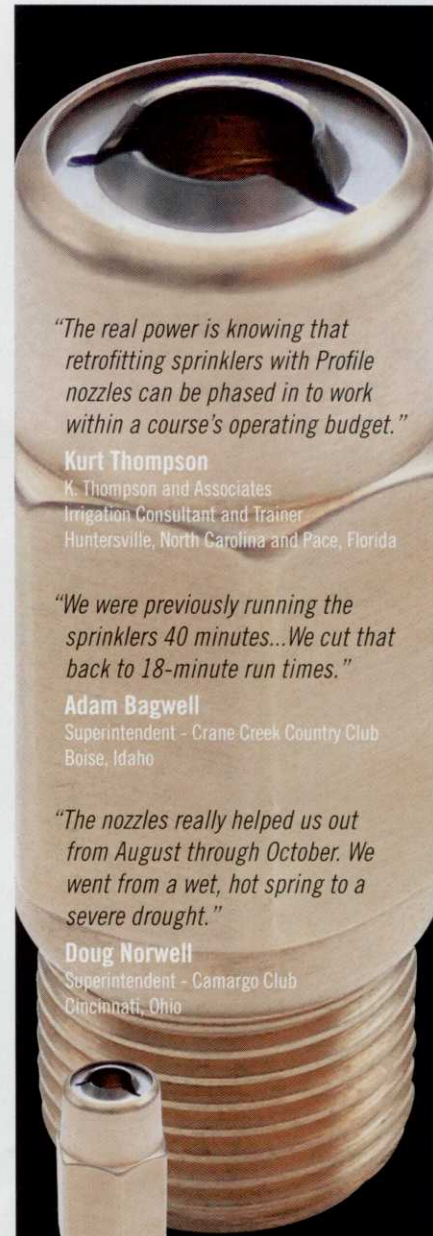 “The real power is knowing that
retrofitting sprinklers with Profile
nozzles can be phased in to work
within a course’s operating budget.”
Kurt Thompson
K. Thompson and Associates
Irrigation Consultant and Trainer
Huntersville, North Carolina and Pace, Florida
“We were previously running the
sprinklers 40 minutes...We cut that
back to 18-minute run times.”
Adam Bagwell
Superintendent - Crane Creek Country Club
Boise, Idaho
“The nozzles really helped us out
from August through October. We
went from a wet, hot spring to a
severe drought.”
Doug Norwell
Superintendent - Camargo Club
Cincinnati, Ohio